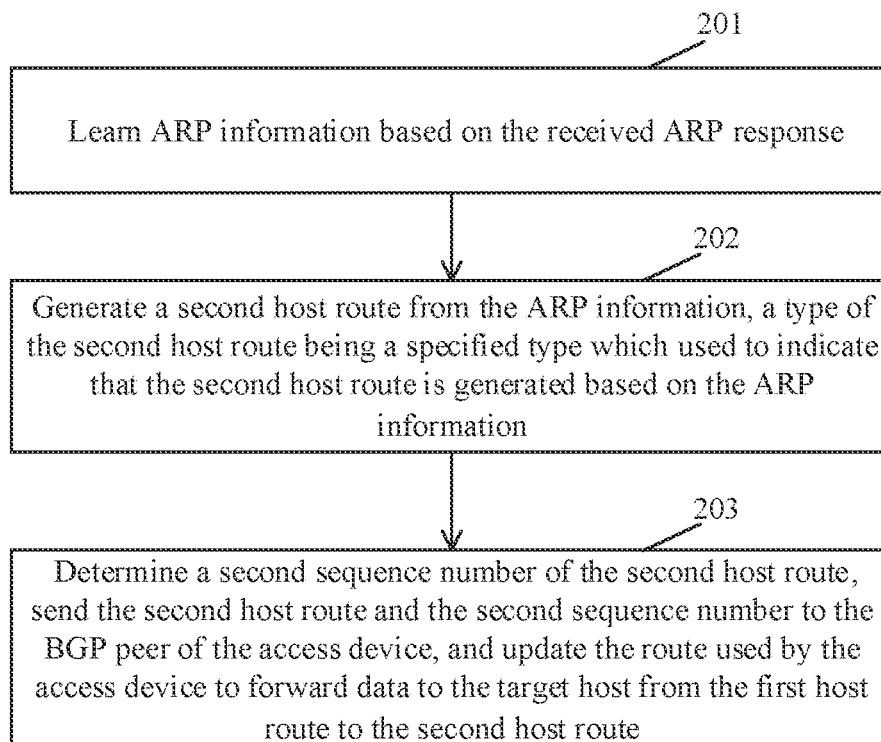 201
Learn ARP information based on the received ARP response
202
Generate a second host route from the ARP information, a type of
the second host route being a specified type which used to indicate
that the second host route is generated based on the ARP
information
203
Determine a second sequence number of the second host route,
send the second host route and the second sequence number to the
BGP peer of the access device, and update the route used by the
access device to forward data to the target host from the first host
route to the second host route